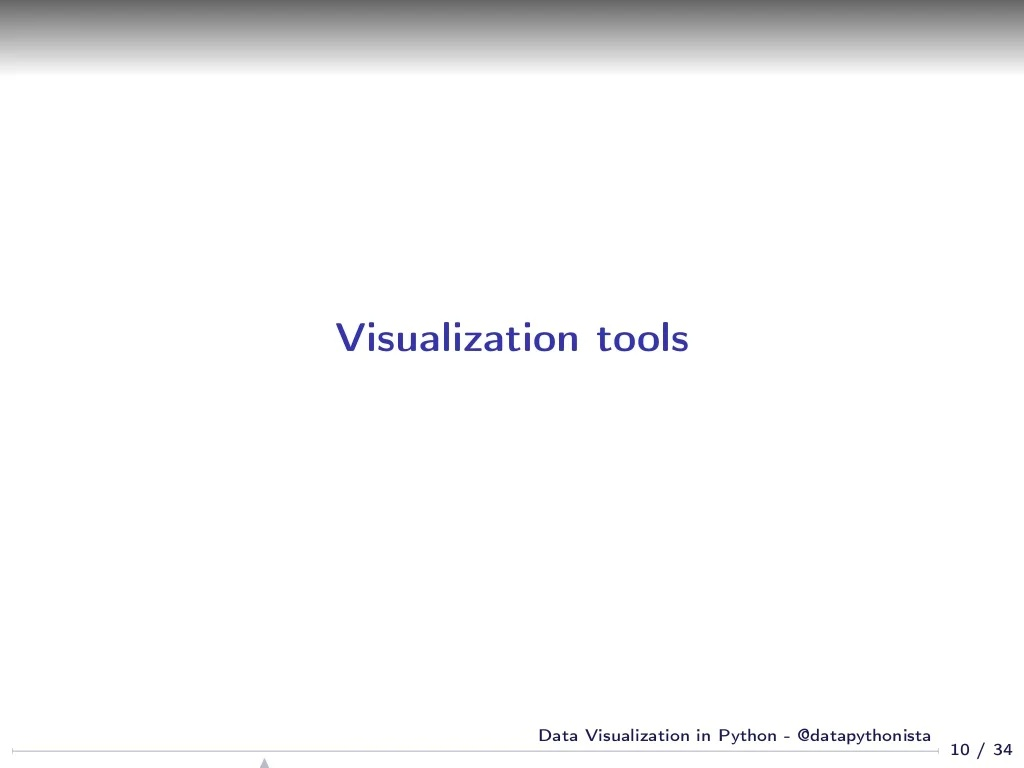 Visualization tools
Data Visualization in Python - @datapythonista
10 / 34